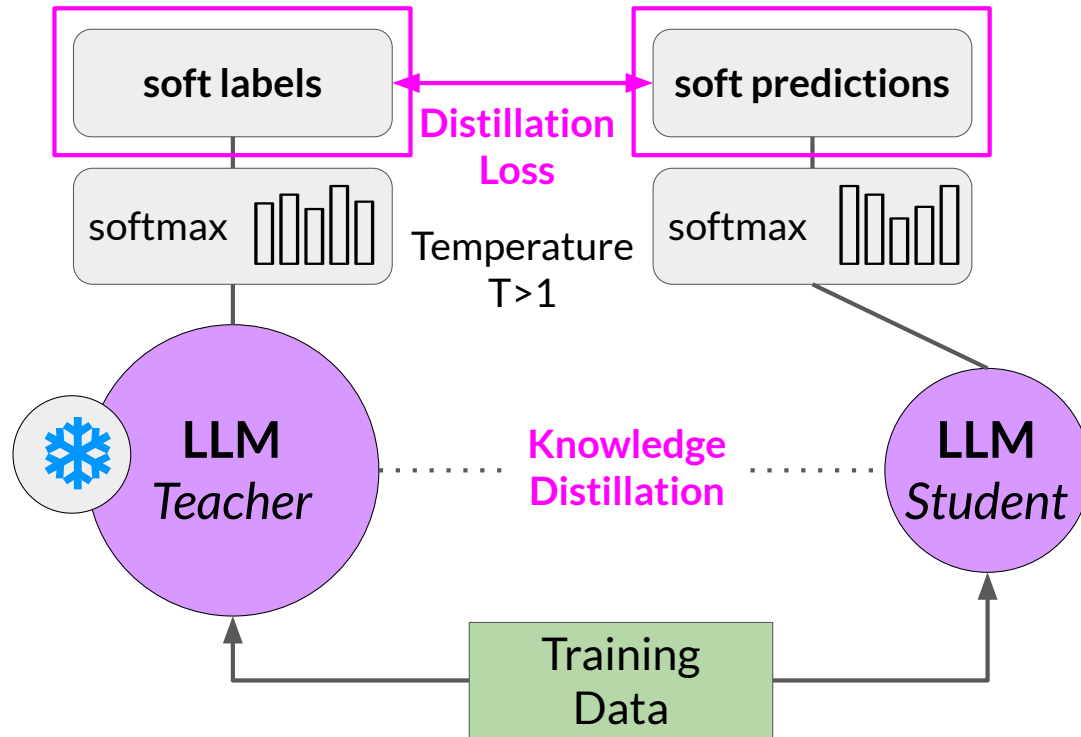 soft labels
soft predictions
Distillation
Loss
softmax
softmax
Temperature
T>1
LLM
Teacher
Knowledge
Distillation
LLM
Student
Training
Data